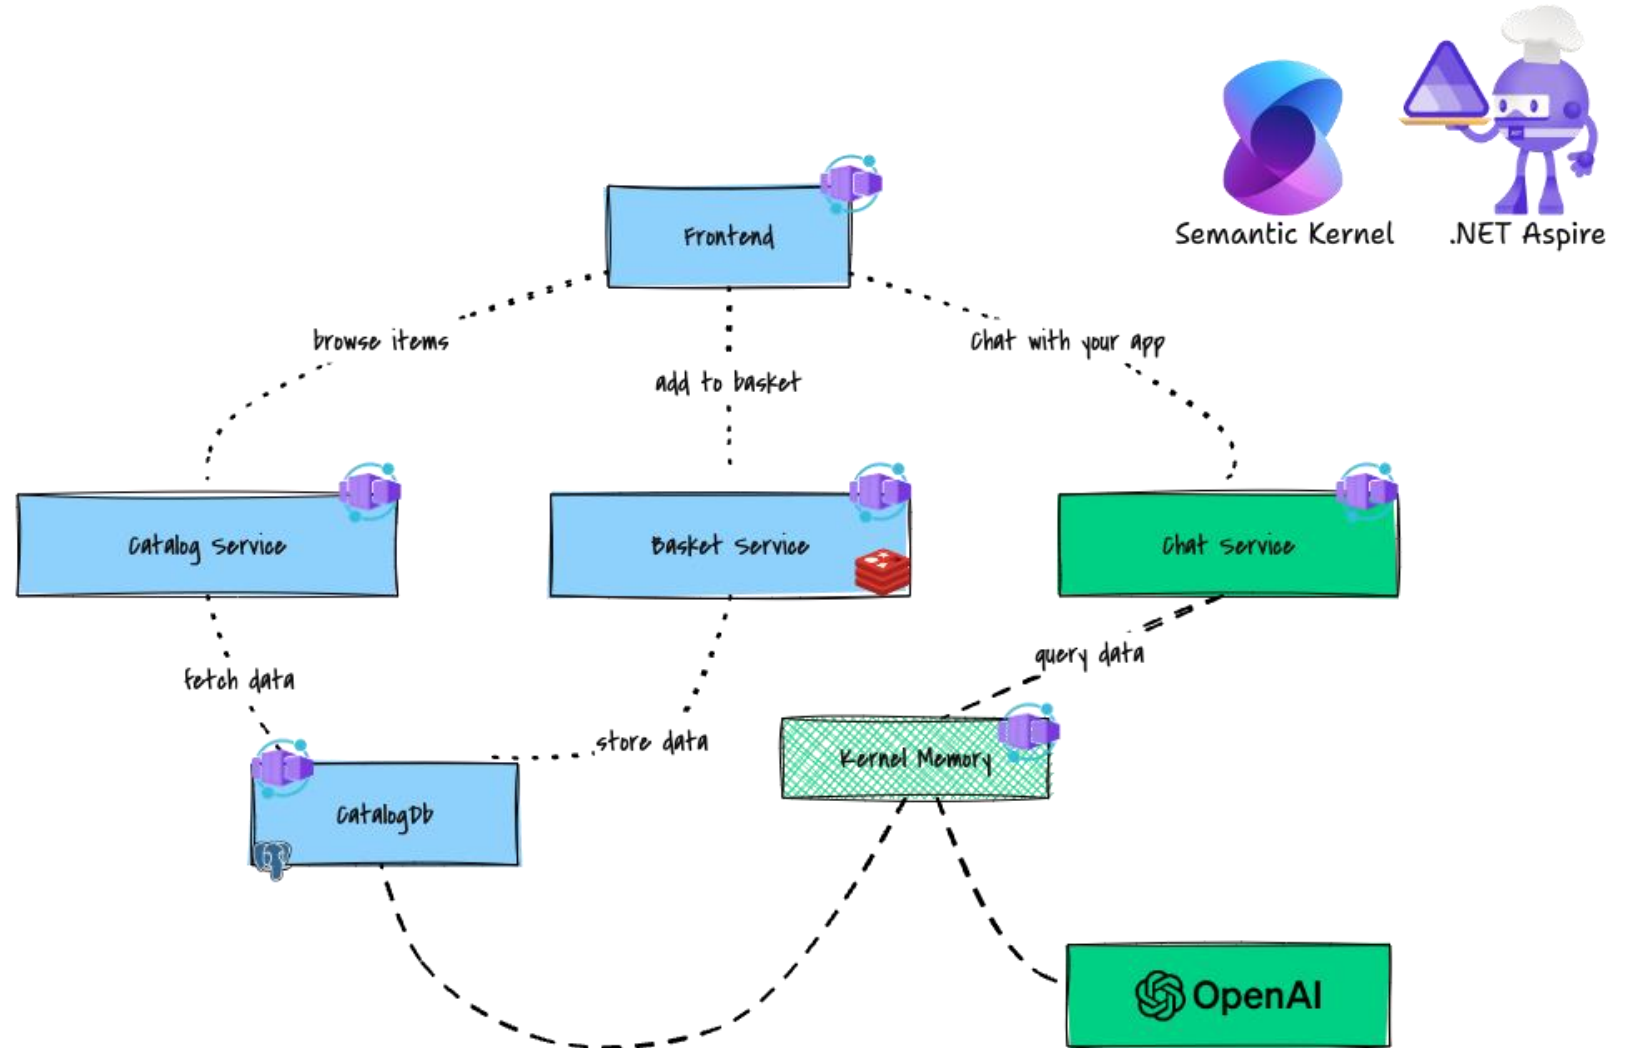 Semantic Kernel
.NET Aspire
Frontend
browse items
add to basket
Chat with your app
Catalog Service
Basket Service
Chat Service
fetch data
store data
query data
Kernel Memory
CatalogDb
OpenAI